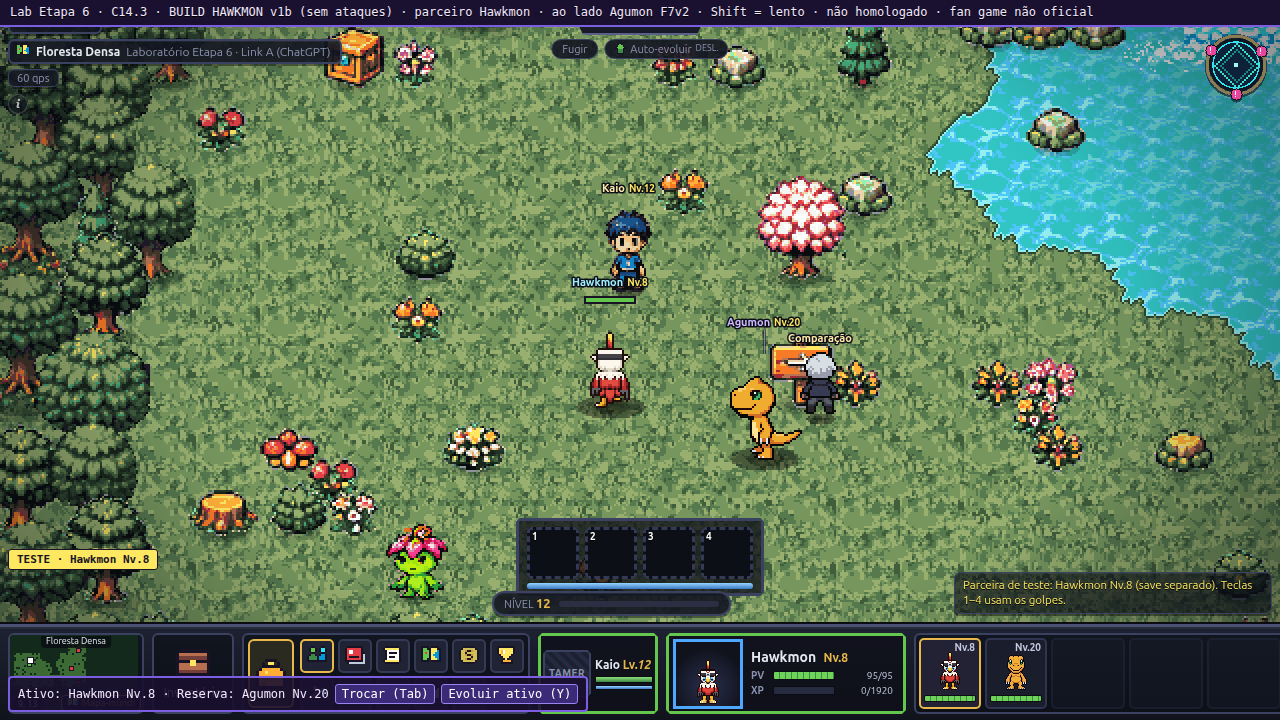 Lab Etapa 6 · C14.3 · BUILD HAWKMON v1b (sem ataques) · parceiro Hawkmon · ao lado Agumon F7v2 · Shift = lento · não homologado · fan game não oficial
Floresta Densa Laboratório Etapa 6 · Link A (ChatGPT)
Fugir
Auto-evoluir DESL.
60 qps
i
Kaio Nv.12
Hawkmon Nv.8
Agumon Nv.20
Comparação
TESTE · Hawkmon Nv.8
1 2 3 4
NÍVEL 12
Parceira de teste: Hawkmon Nv.8 (save separado). Teclas
1–4 usam os golpes.
Floresta Densa
TAMER
Kaio Lv.12
Hawkmon Nv.8
PV 95/95
XP 0/1920
Nv.8
Nv.20
Ativo: Hawkmon Nv.8 · Reserva: Agumon Nv.20 Trocar (Tab) Evoluir ativo (Y)